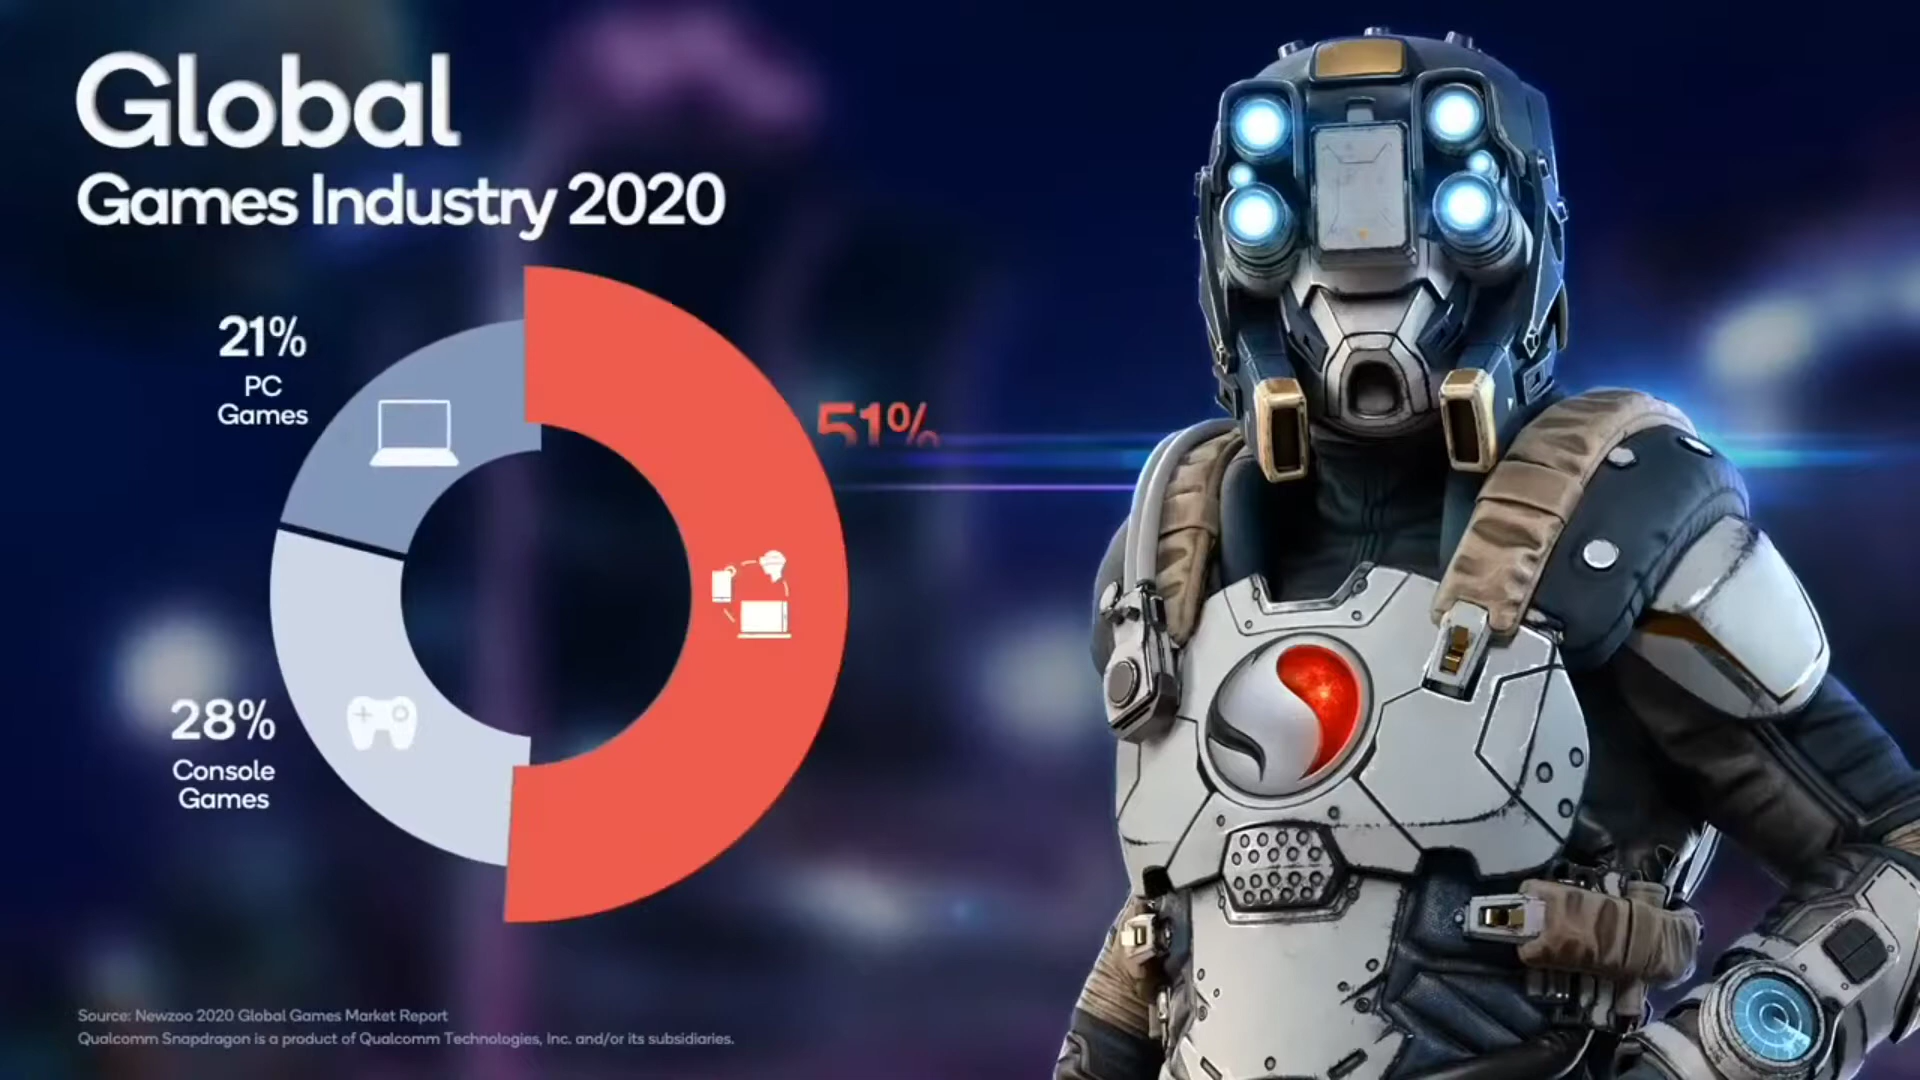 Global
Games Industry 2020
21%
PC
Games
51%
28%
Console
Games
Source: Newzoo 2020 Global Games Market Report
Qualcomm Snapdragon is a product of Qualcomm Technologies, Inc. and/or its subsidiaries.